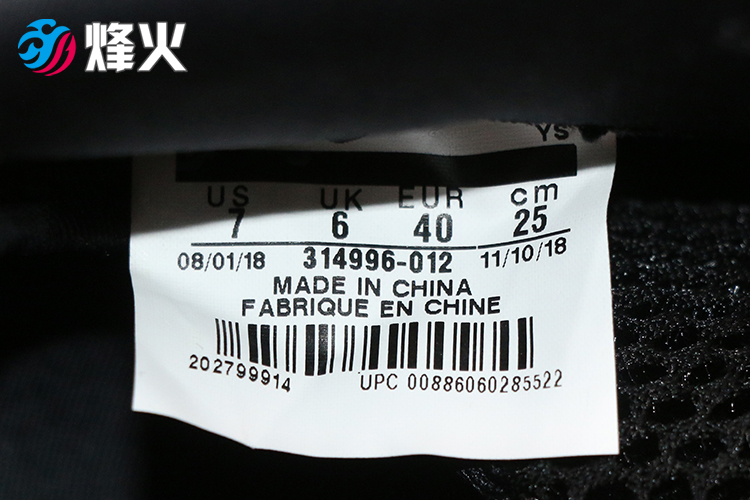 烽火
YS
US UK EUR cm
7 6 40 25
08/01/18 314996-012 11/10/18
MADE IN CHINA
FABRIQUE EN CHINE
202799914 UPC 00886060285522